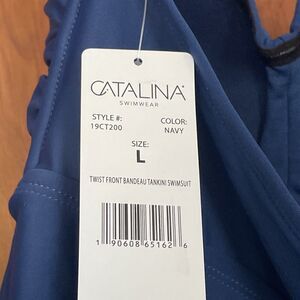 CATALINA®
SWIMWEAR
STYLE #: COLOR:
19CT200 NAVY
SIZE:
L
TWIST FRONT BANDEAU TANKINI SWIMSUIT
1 90608 65162 6